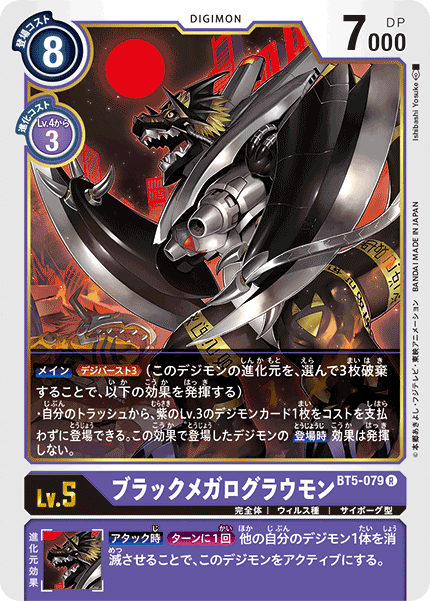 登場コスト
8
DIGIMON
7000
DP
進化コスト
Lv.4から
3
Ishibashi Yosuke
BANDAI MADE IN JAPAN
©本郷あきよし・フジテレビ・東映アニメーション
メイン デジバースト3 (このデジモンの進化元を、選んで3枚破棄
することで、以下の効果を発揮する)
・自分のトラッシュから、紫のLv.3のデジモンカード1枚をコストを支払
わずに登場できる。この効果で登場したデジモンの 登場時 効果は発揮
しない。
Lv.5
ブラックメガログラウモン
BT5-079 R
完全体 | ウィルス種 | サイボーグ型
進化元効果
アタック時 ターンに1回 他の自分のデジモン1体を消
滅させることで、このデジモンをアクティブにする。